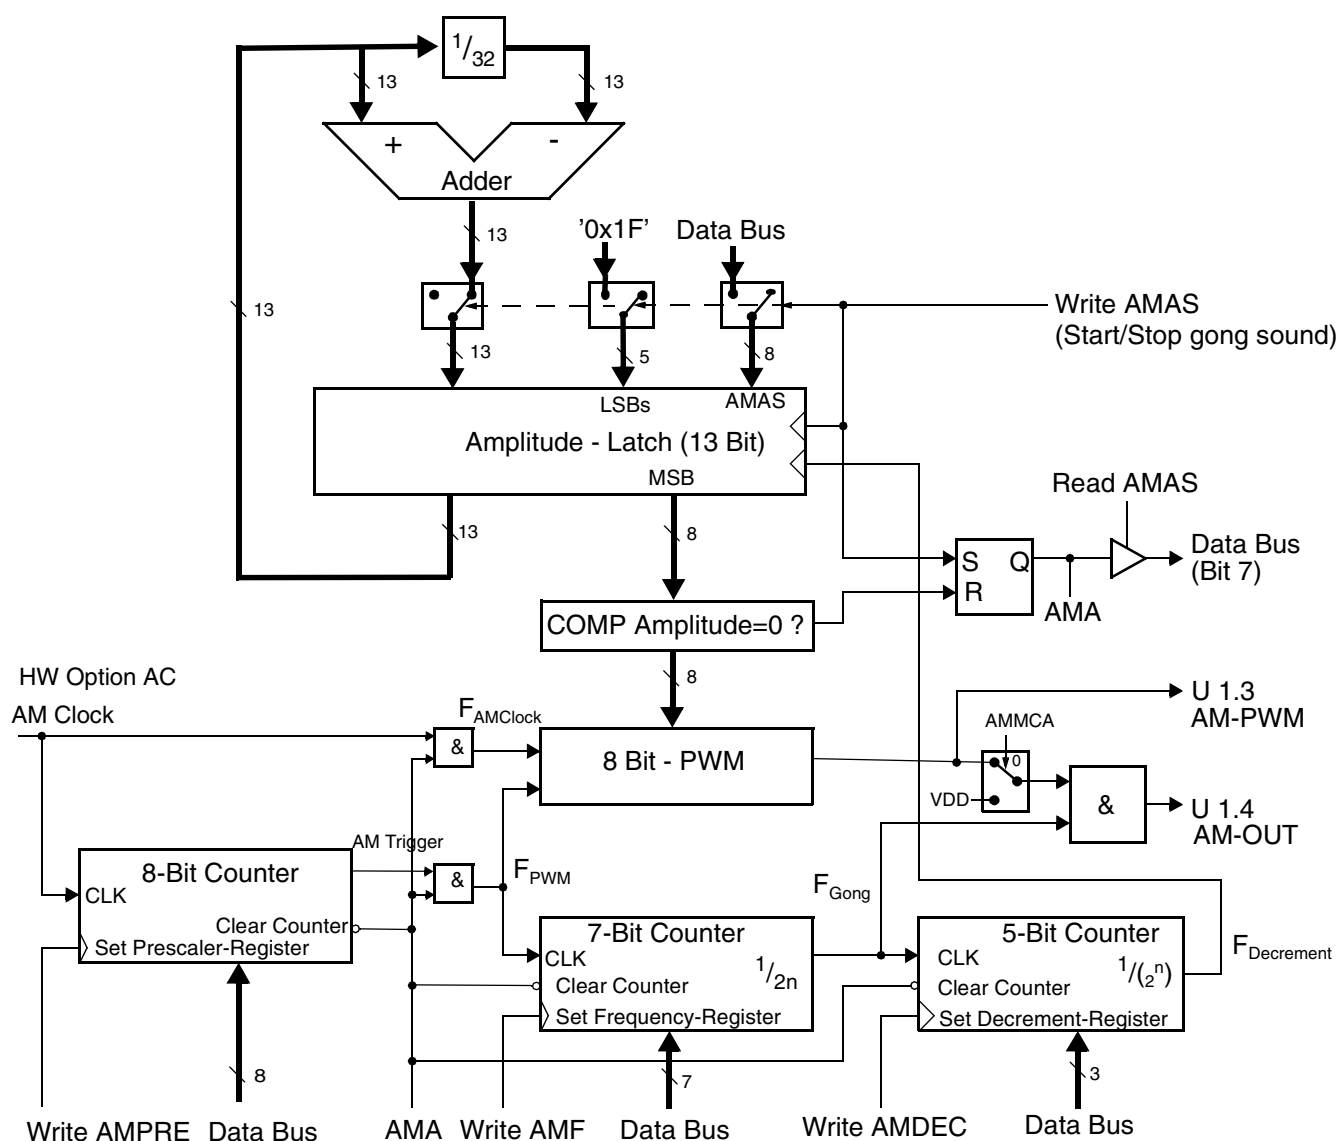 1/32
13
13
+
-
Adder
13
'0x1F'
Data Bus
13
13
5
8
Write AMAS
(Start/Stop gong sound)
LSBs
AMAS
Amplitude - Latch (13 Bit)
MSB
13
8
Read AMAS
S
Q
R
Data Bus
(Bit 7)
AMA
COMP Amplitude=0 ?
8
HW Option AC
AM Clock
FAMClock
&
8 Bit - PWM
U 1.3
AM-PWM
AMMCA
0
VDD
&
U 1.4
AM-OUT
AM Trigger
8-Bit Counter
CLK
Clear Counter
Set Prescaler-Register
&
FPWM
FGong
7-Bit Counter
CLK
1/2n
Clear Counter
Set Frequency-Register
5-Bit Counter
CLK
1/(2n)
Clear Counter
Set Decrement-Register
FDecrement
8
7
3
Write AMPRE
Data Bus
AMA
Write AMF
Data Bus
Write AMDEC
Data Bus